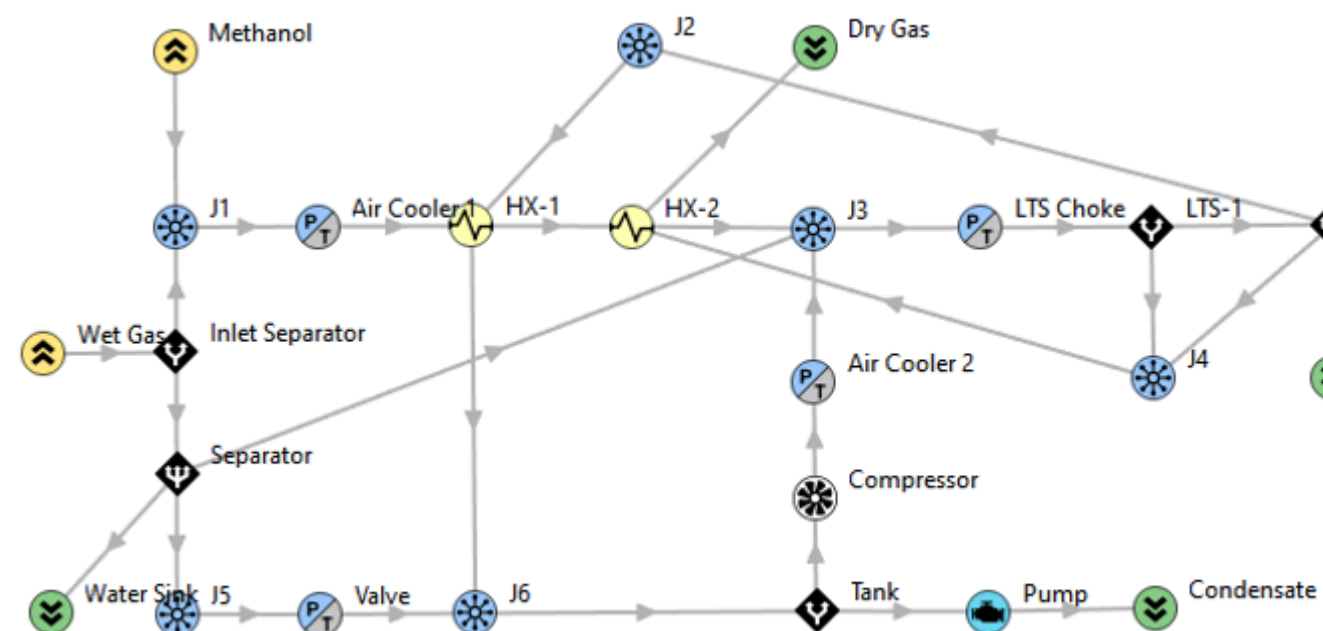 Methanol
J2
Dry Gas
J1
Air Cooler 1
HX-1
HX-2
J3
LTS Choke
LTS-1
Wet Gas
Inlet Separator
Air Cooler 2
J4
Separator
Compressor
Water Sink
J5
Valve
J6
Tank
Pump
Condensate
P
T
P
T
P
T
P
T